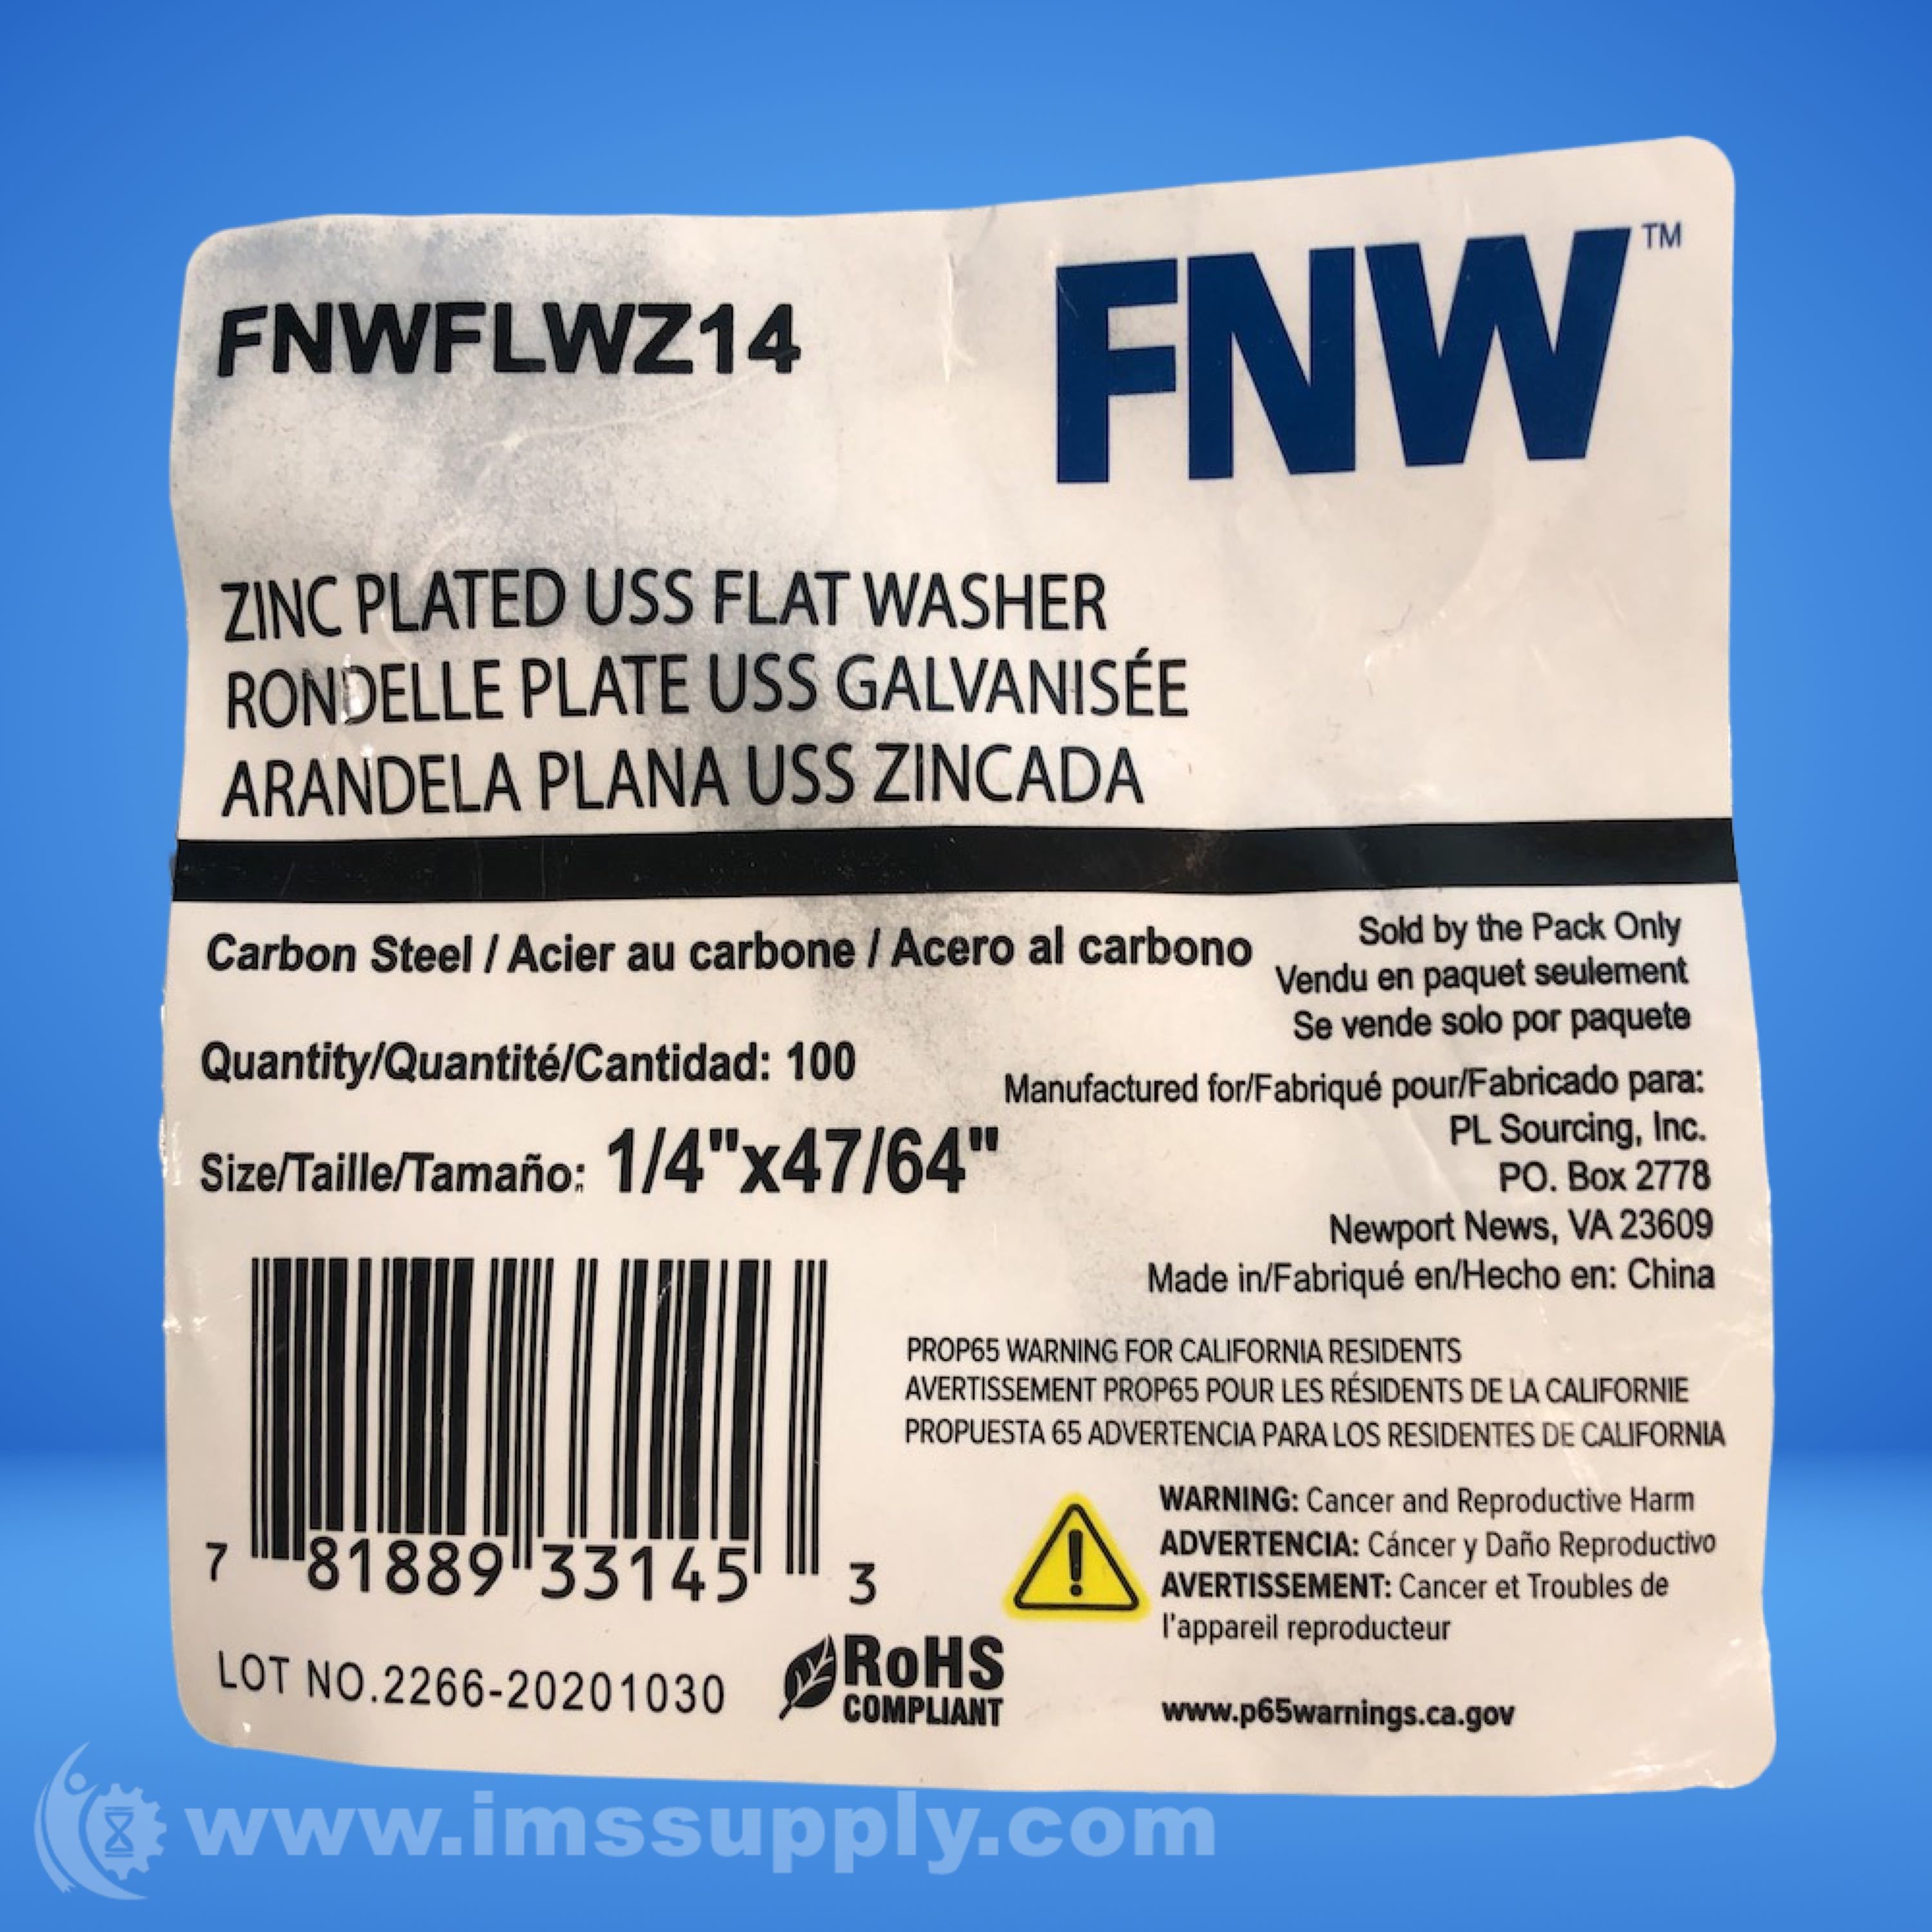 FNWFLWZ14
FNW™
ZINC PLATED USS FLAT WASHER
RONDELLE PLATE USS GALVANISÉE
ARANDELA PLANA USS ZINCADA
Carbon Steel / Acier au carbone / Acero al carbono
Sold by the Pack Only
Vendu en paquet seulement
Se vende solo por paquete
Quantity/Quantité/Cantidad: 100
Size/Taille/Tamaño: 1/4"x47/64"
Manufactured for/Fabriqué pour/Fabricado para:
PL Sourcing, Inc.
PO. Box 2778
Newport News, VA 23609
Made in/Fabriqué en/Hecho en: China
PROP65 WARNING FOR CALIFORNIA RESIDENTS
AVERTISSEMENT PROP65 POUR LES RÉSIDENTS DE LA CALIFORNIE
PROPUESTA 65 ADVERTENCIA PARA LOS RESIDENTES DE CALIFORNIA
WARNING: Cancer and Reproductive Harm
ADVERTENCIA: Cáncer y Daño Reproductivo
AVERTISSEMENT: Cancer et Troubles de
l'appareil reproducteur
www.p65warnings.ca.gov
7 81889 33145 3
LOT NO.2266-20201030
RoHS
COMPLIANT
www.imssupply.com